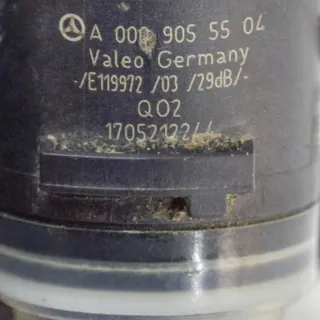 A 000 905 55 04
Valeo Germany
-/E119972 /03 /29dB/-
Q02
17052122//